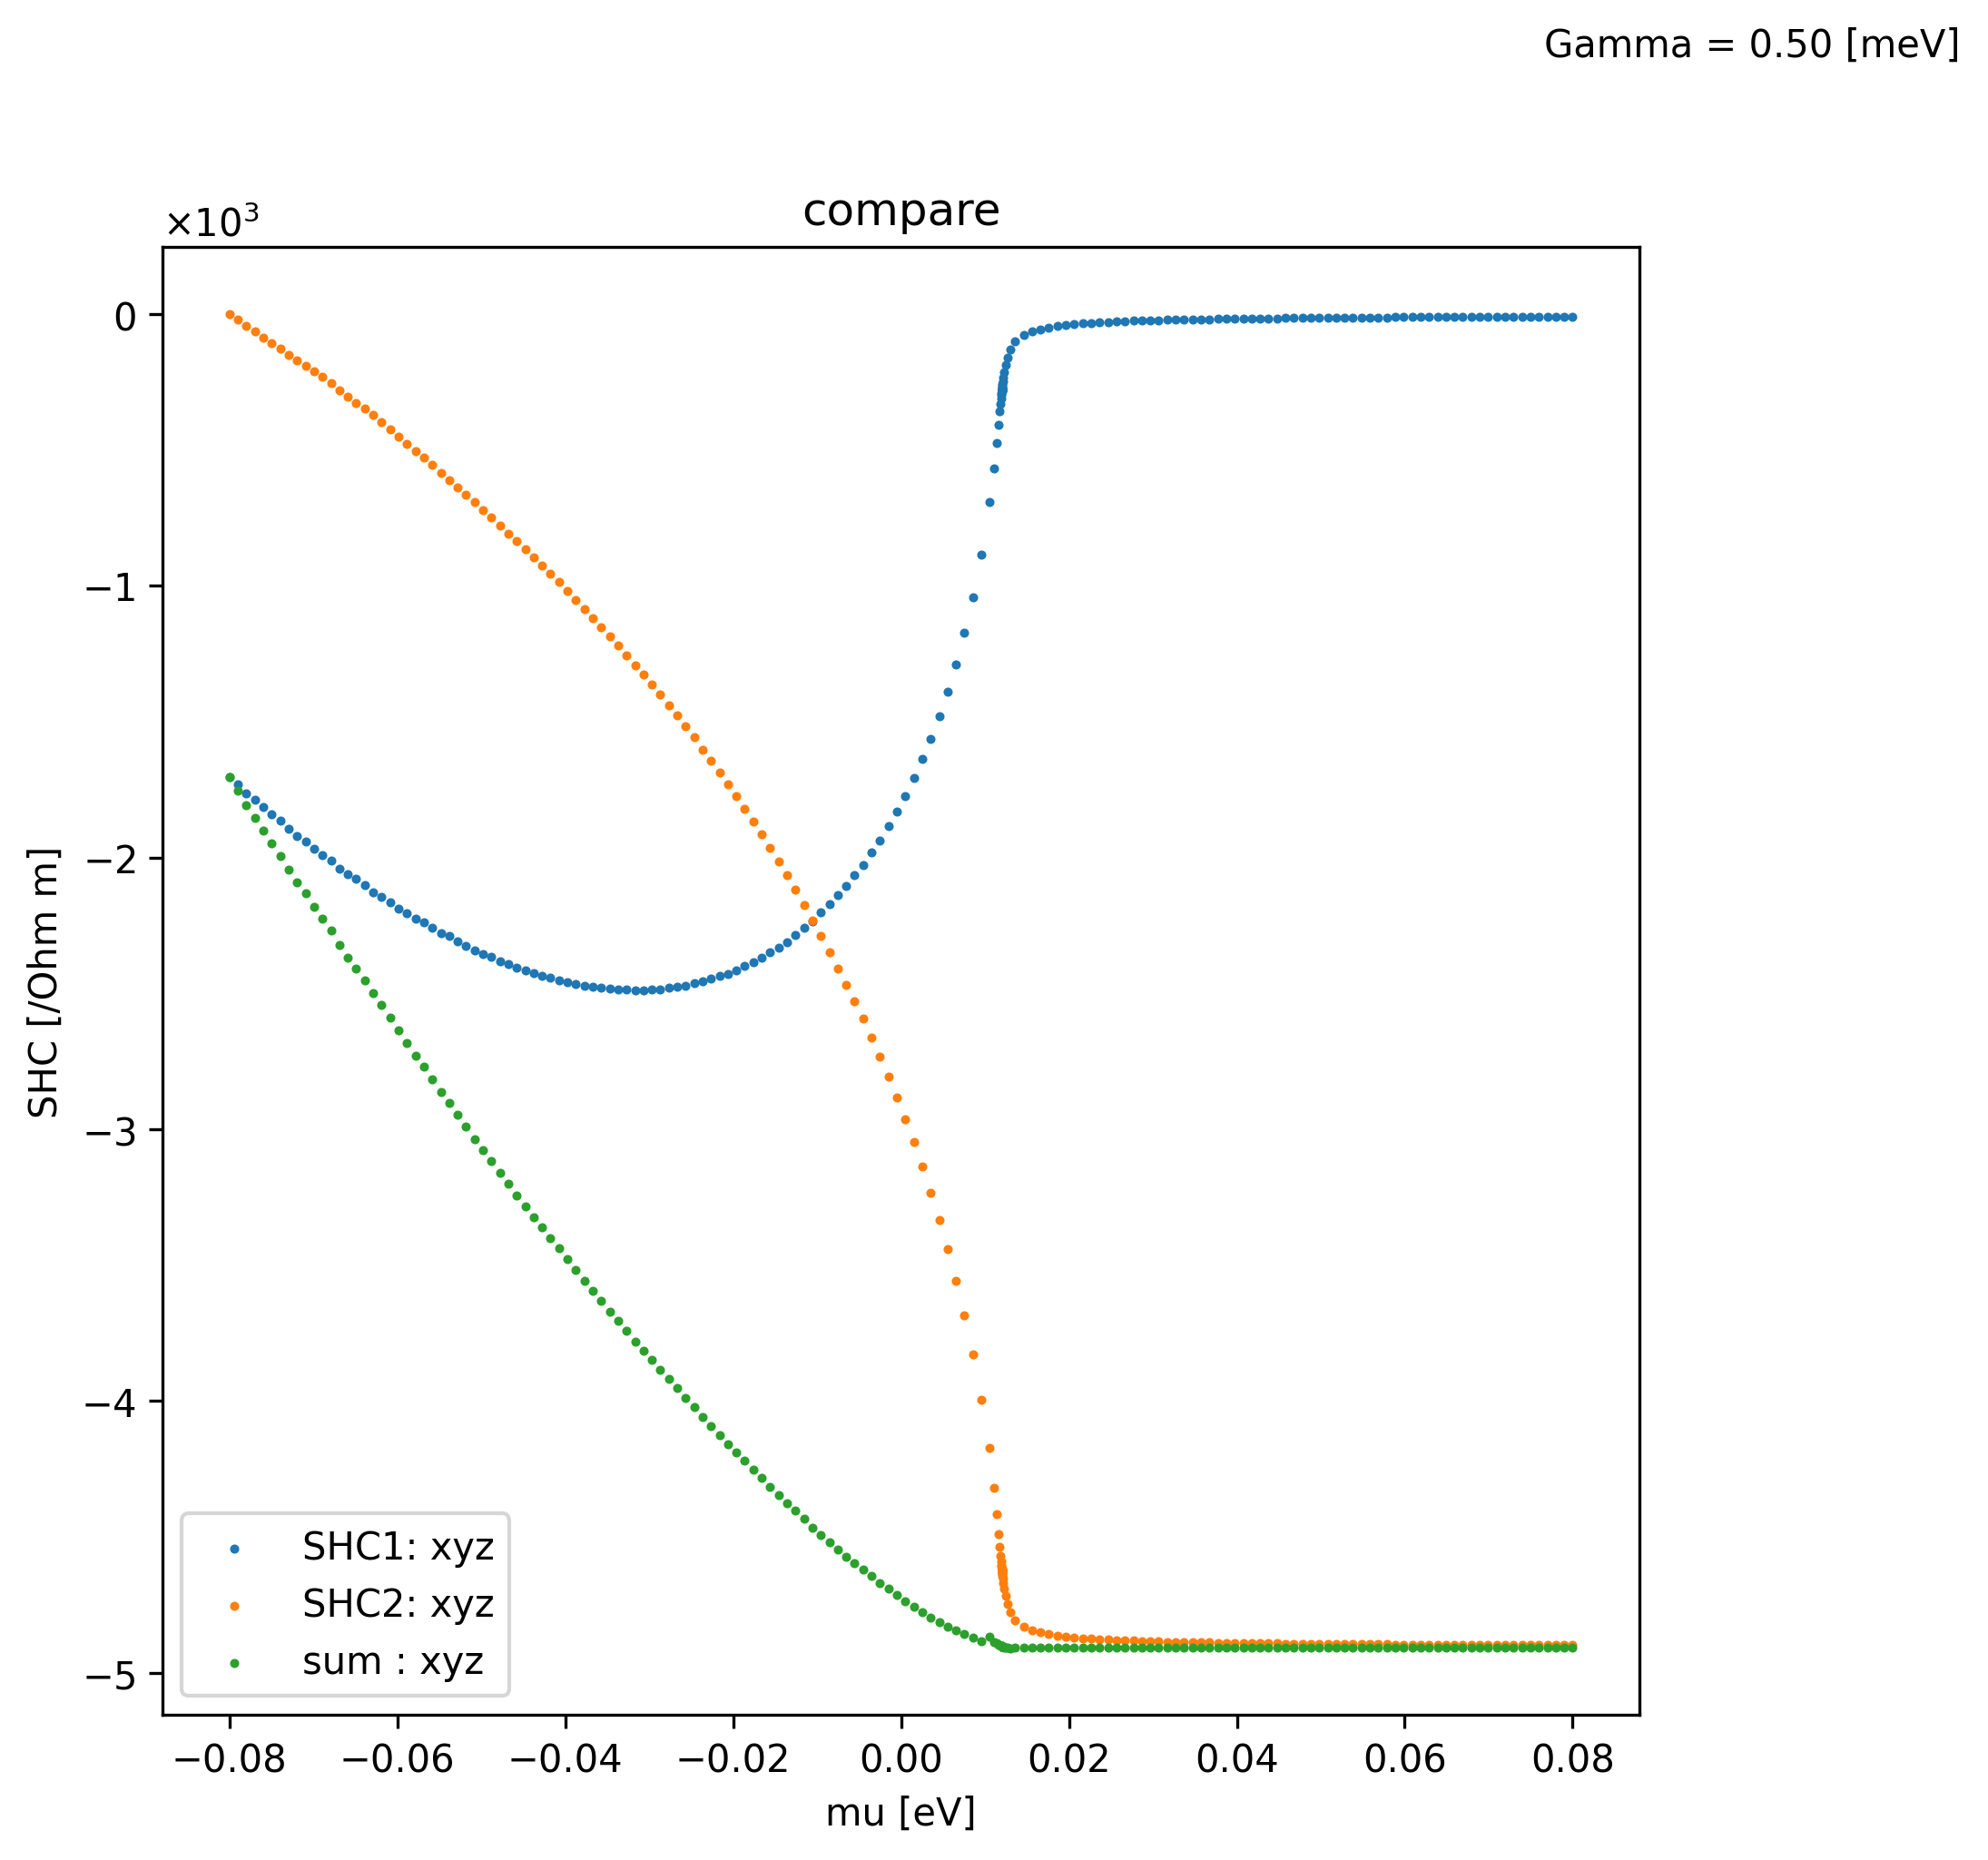 Gamma = 0.50 [meV]
compare
×10³
0
−1
−2
−3
−4
−5
SHC [/Ohm m]
SHC1: xyz
SHC2: xyz
sum : xyz
−0.08 −0.06 −0.04 −0.02 0.00 0.02 0.04 0.06 0.08
mu [eV]